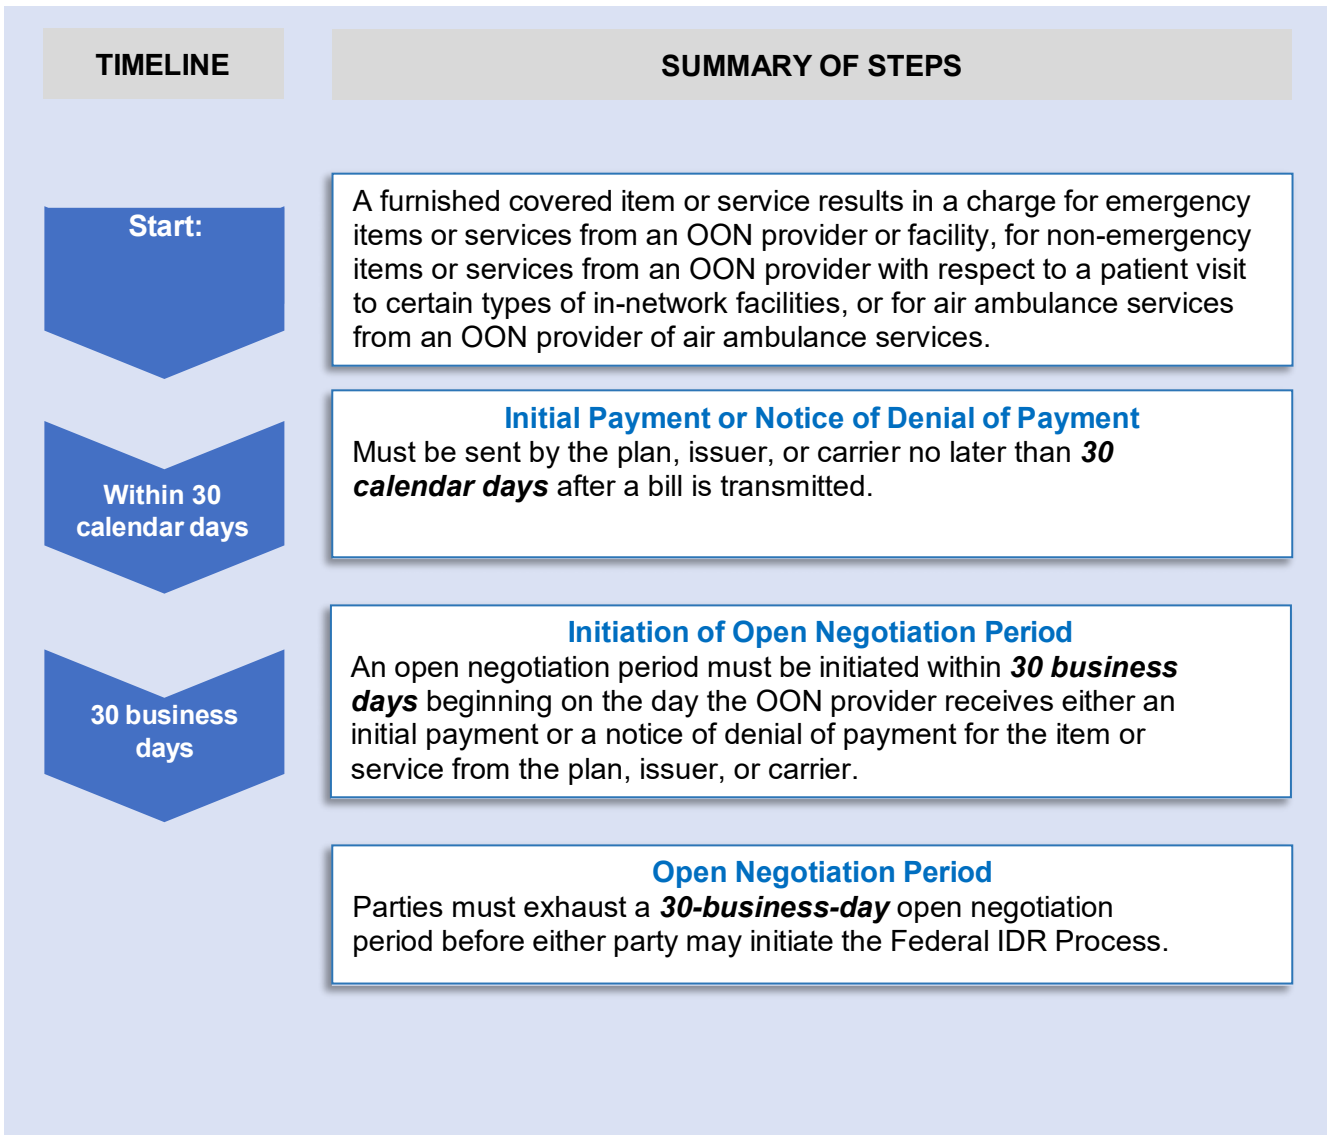 TIMELINE
SUMMARY OF STEPS
Start:
A furnished covered item or service results in a charge for emergency
items or services from an OON provider or facility, for non-emergency
items or services from an OON provider with respect to a patient visit
to certain types of in-network facilities, or for air ambulance services
from an OON provider of air ambulance services.
Within 30
calendar days
Initial Payment or Notice of Denial of Payment
Must be sent by the plan, issuer, or carrier no later than 30
calendar days after a bill is transmitted.
30 business
days
Initiation of Open Negotiation Period
An open negotiation period must be initiated within 30 business
days beginning on the day the OON provider receives either an
initial payment or a notice of denial of payment for the item or
service from the plan, issuer, or carrier.
Open Negotiation Period
Parties must exhaust a 30-business-day open negotiation
period before either party may initiate the Federal IDR Process.